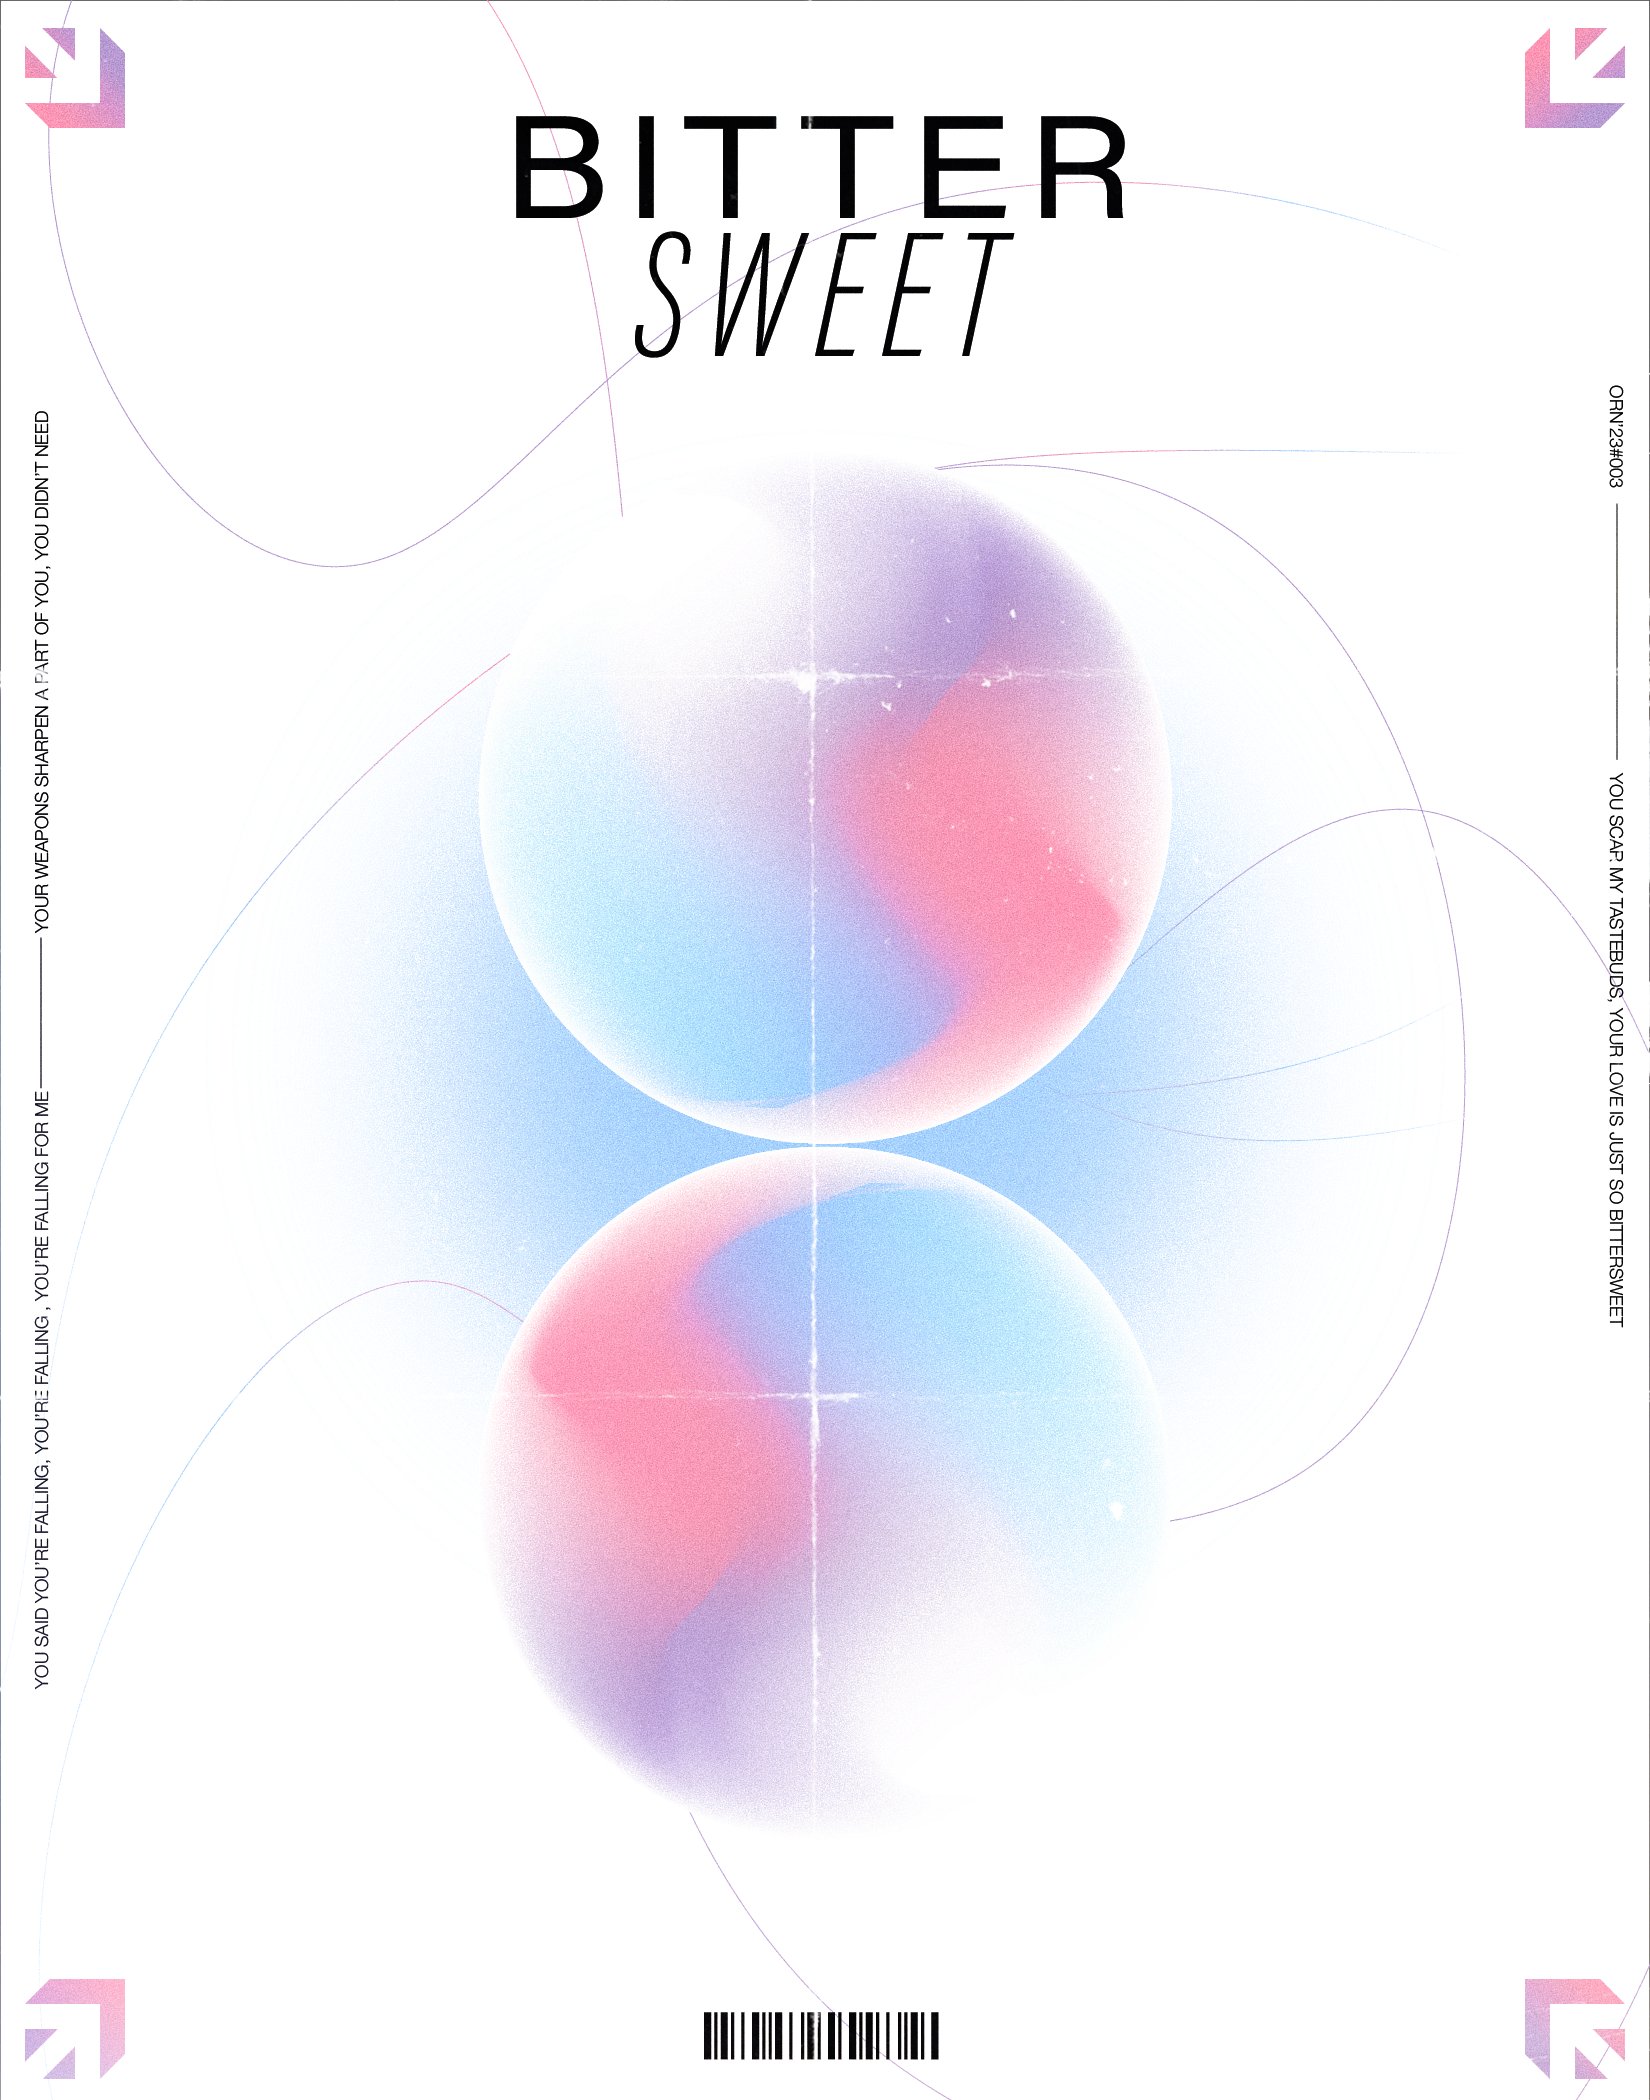 BITTER
SWEET
YOUR WEAPONS SHARPEN A PART OF YOU, YOU DIDN'T NEED
YOU SAID YOU'RE FALLING, YOU'RE FALLING , YOU'RE FALLING FOR ME
ORN'23#003
YOU SCAP. MY TASTEBUDS, YOUR LOVE IS JUST SO BITTERSWEET